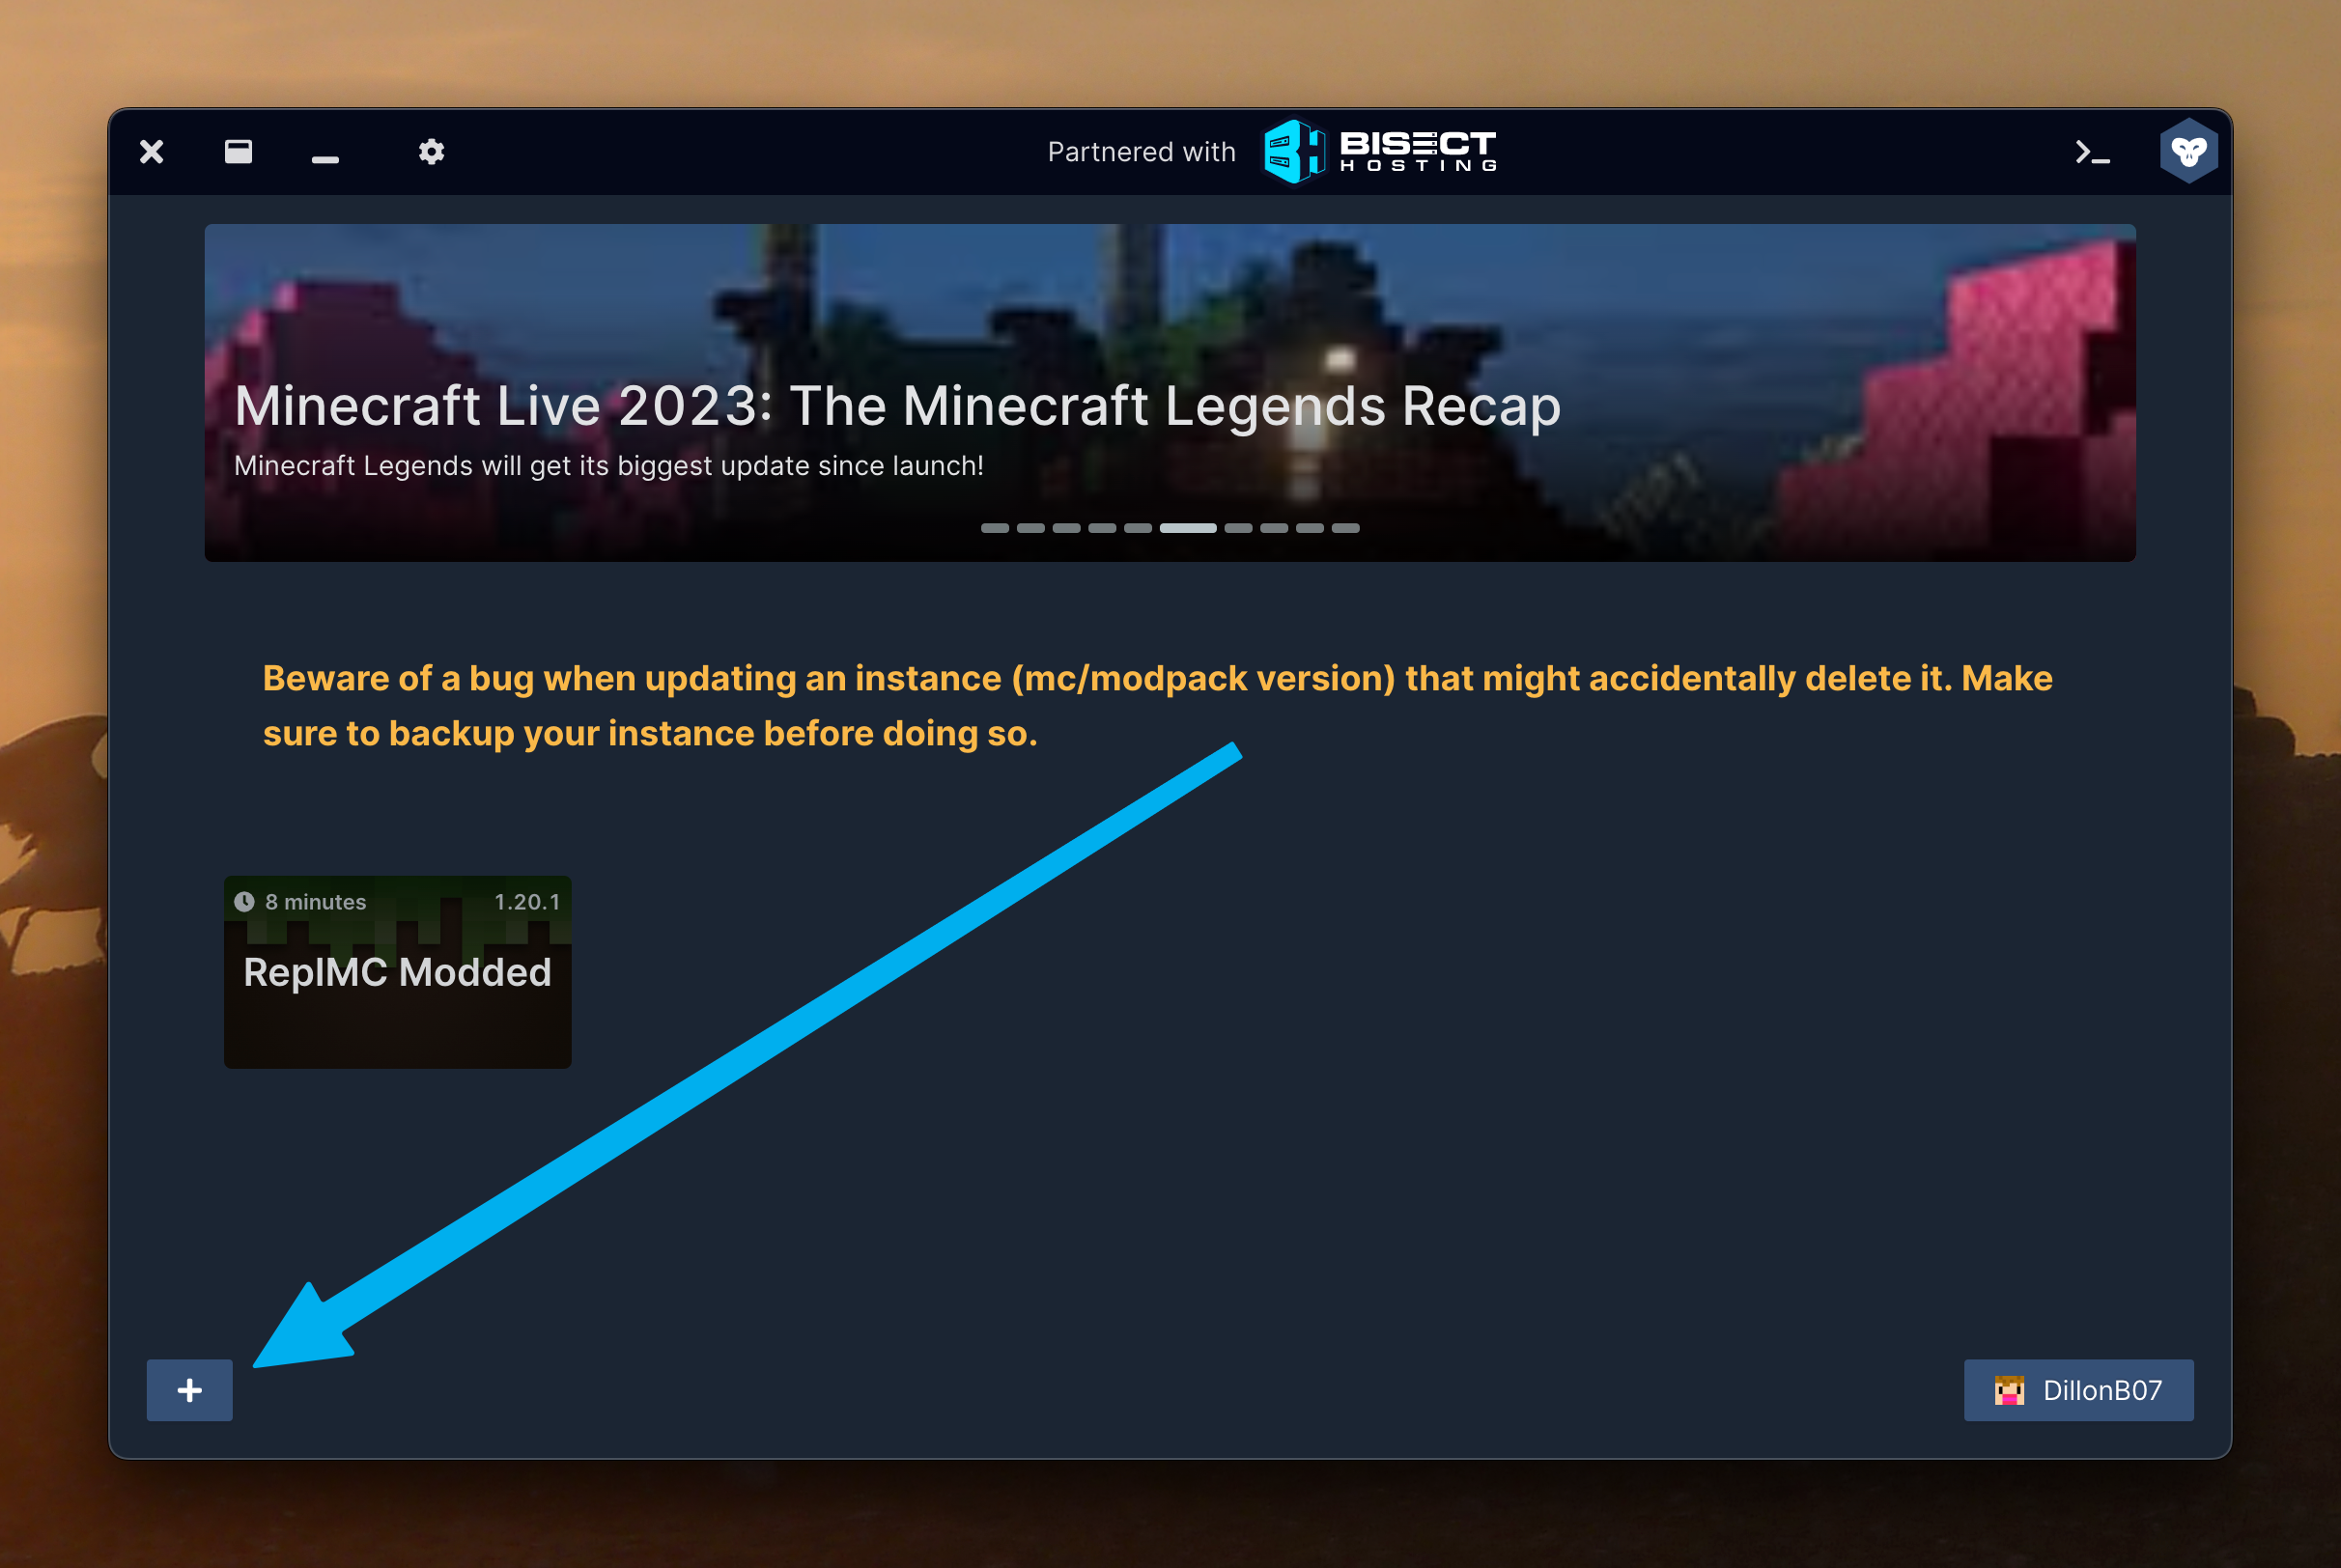 Partnered with
BISECT
HOSTING
Minecraft Live 2023: The Minecraft Legends Recap
Minecraft Legends will get its biggest update since launch!
Beware of a bug when updating an instance (mc/modpack version) that might accidentally delete it. Make
sure to backup your instance before doing so.
8 minutes
1.20.1
ReplMC Modded
DillonB07